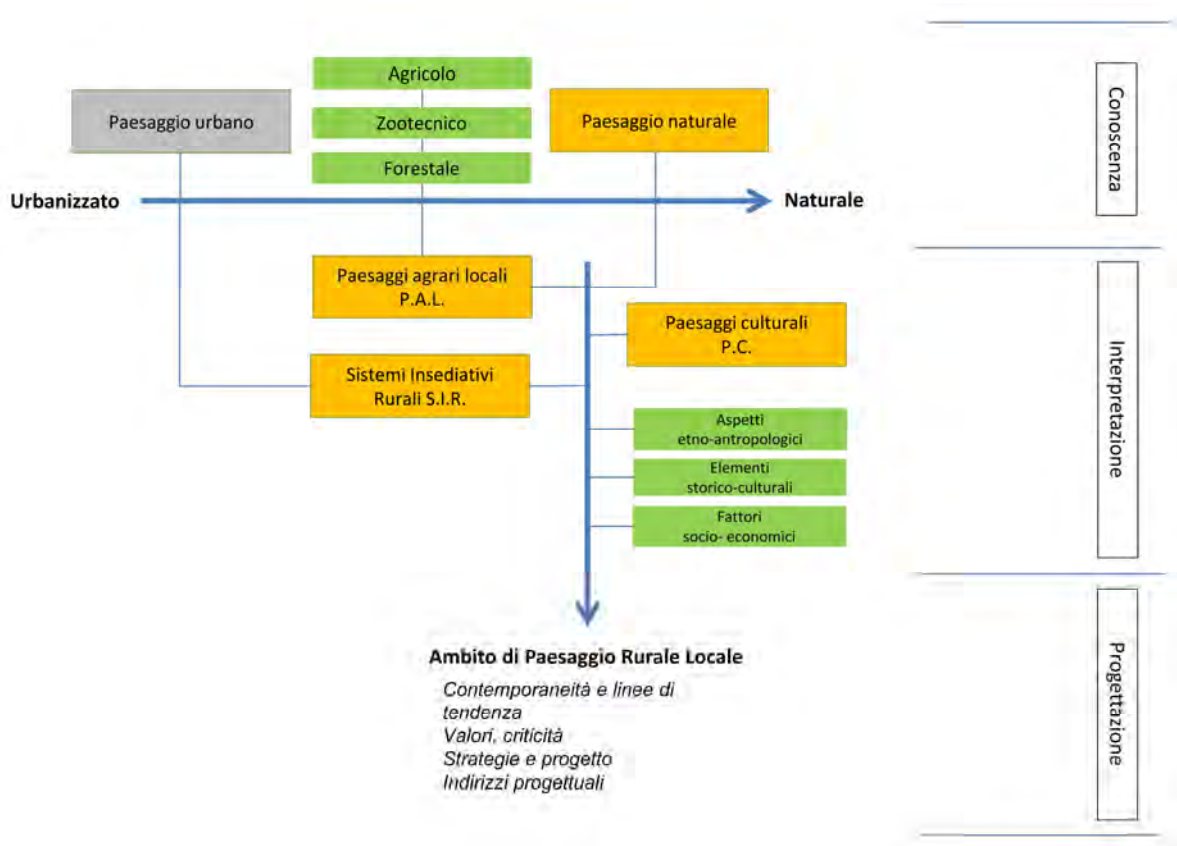 Agricolo
Paesaggio urbano
Zootecnico
Paesaggio naturale
Forestale
Conoscenza
Urbanizzato
Naturale
Paesaggi agrari locali
P.A.L.
Paesaggi culturali
P.C.
Sistemi Insediativi
Rurali S.I.R.
Interpretazione
Aspetti
etno-antropologici
Elementi
storico-culturali
Fattori
socio- economici
Ambito di Paesaggio Rurale Locale
Contemporaneità e linee di
tendenza
Valori, criticità
Strategie e progetto
Indirizzi progettuali
Progettazione